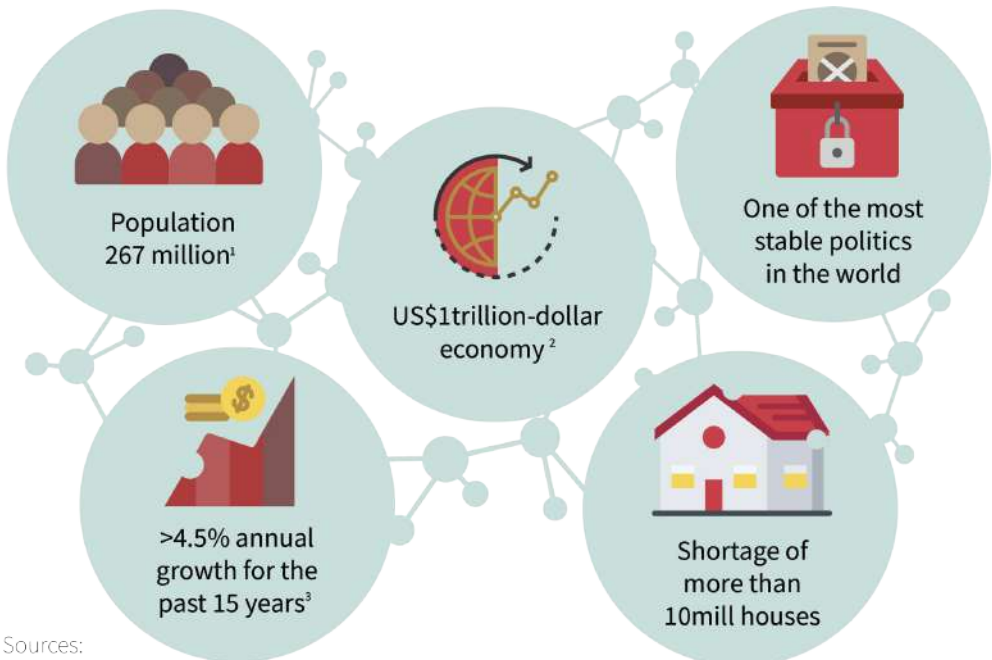 Population
267 million¹
US$1trillion-dollar
economy ²
One of the most
stable politics
in the world
>4.5% annual
growth for the
past 15 years³
Shortage of
more than
10mill houses
Sources: